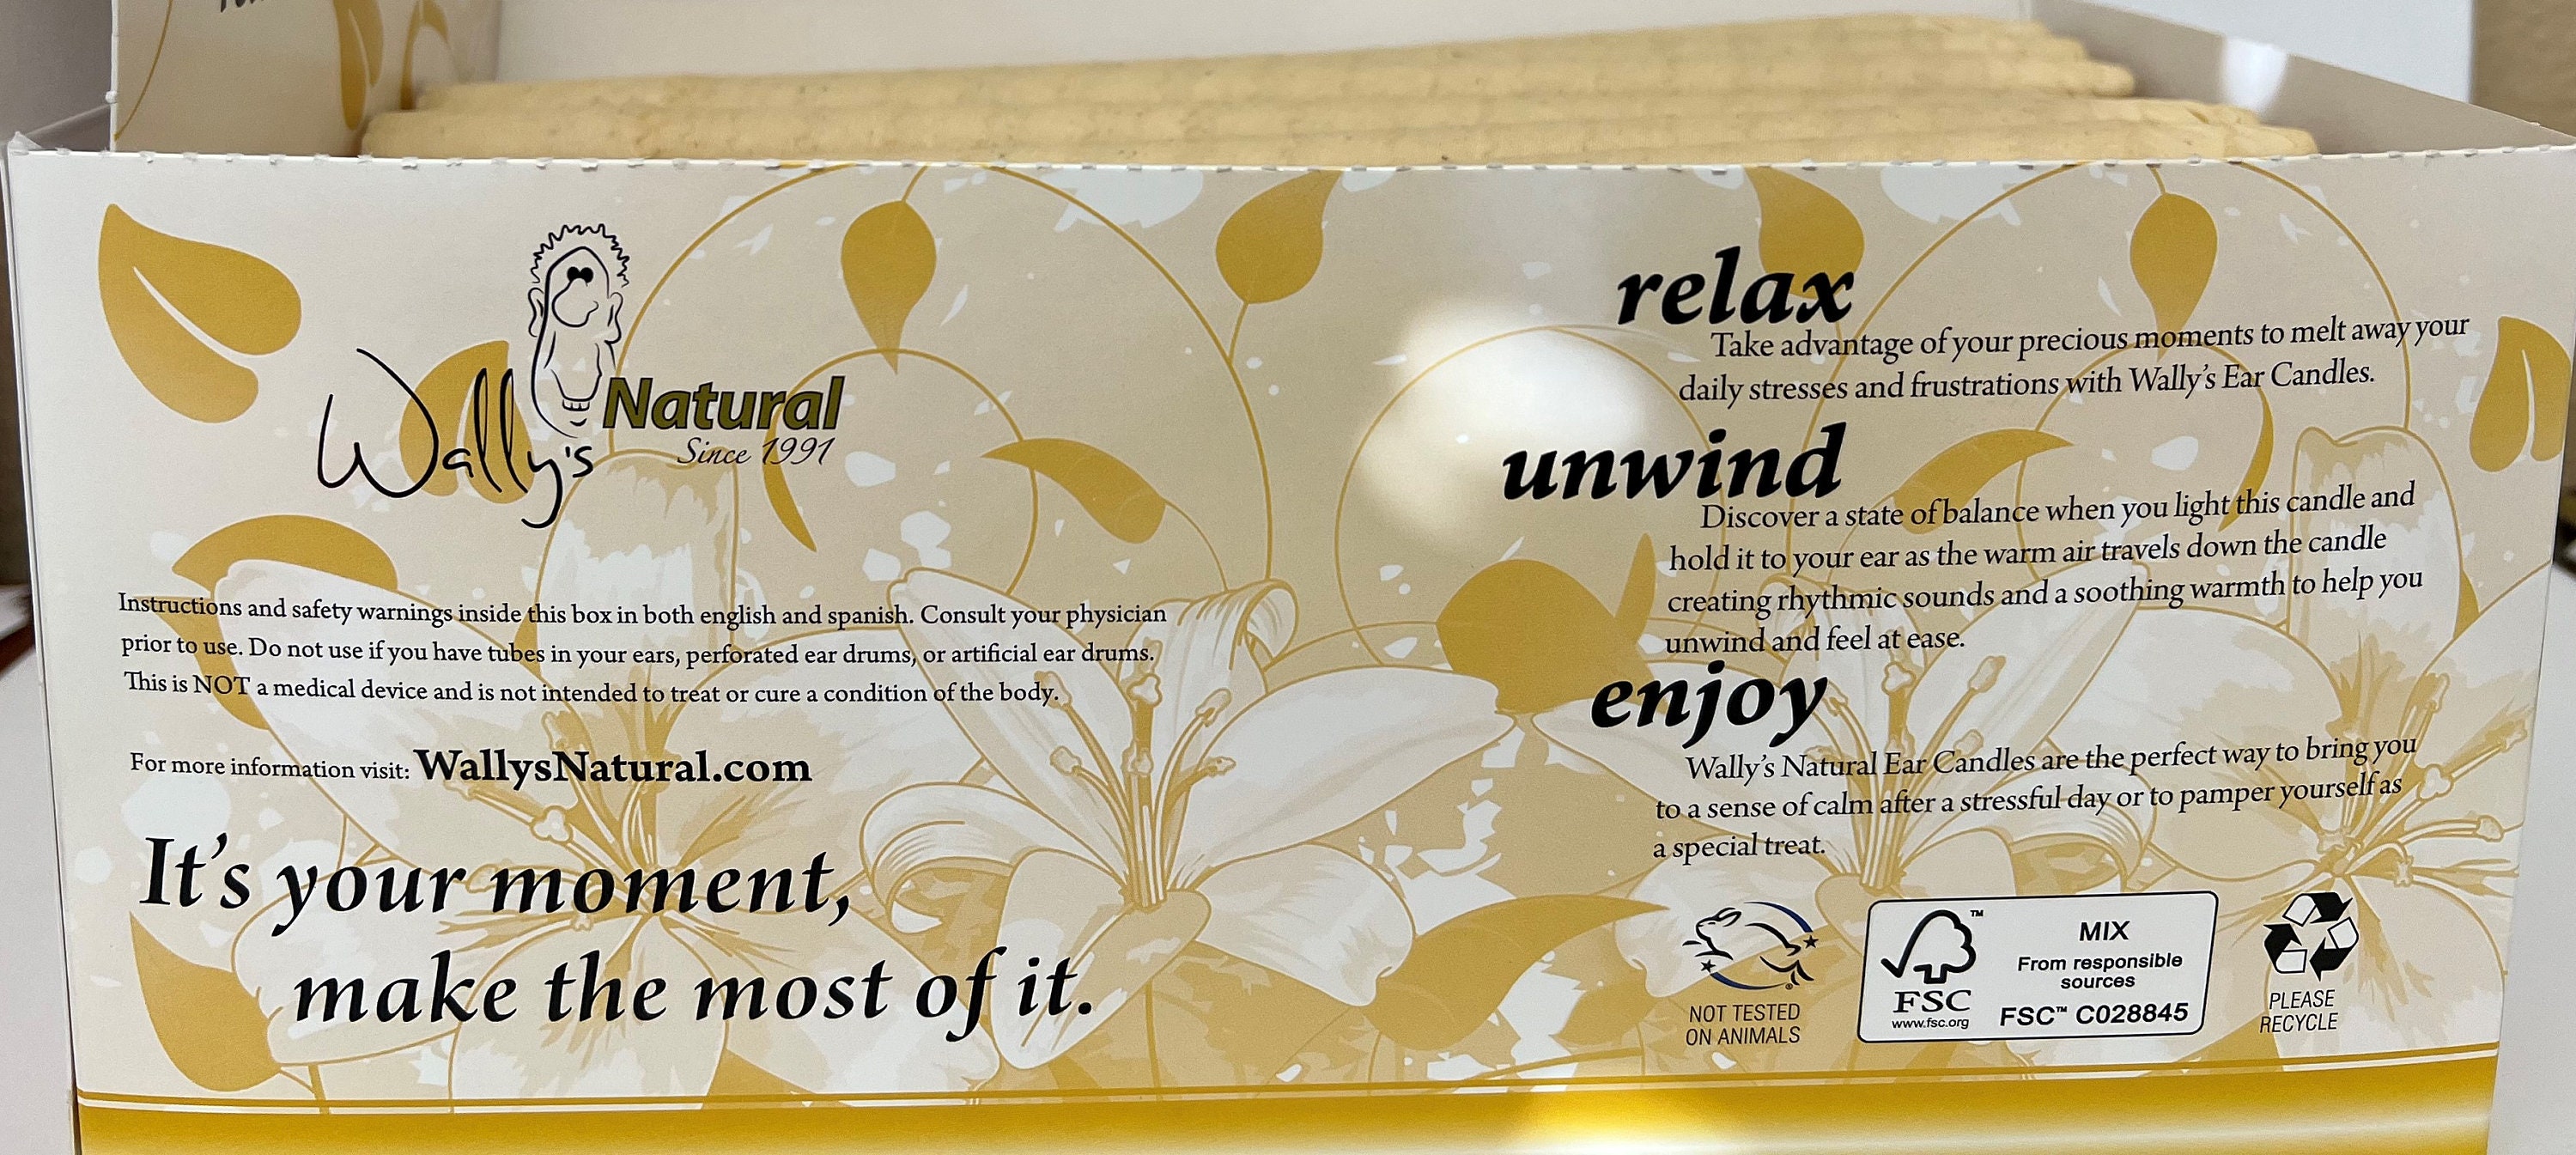 Wally's
Natural
Since 1991
Instructions and safety warnings inside this box in both english and spanish. Consult your physician
prior to use. Do not use if you have tubes in your ears, perforated ear drums, or artificial ear drums.
This is NOT a medical device and is not intended to treat or cure a condition of the body.
For more information visit: WallysNatural.com
It's your moment,
make the most of it.
relax
Take advantage of your precious moments to melt away your
daily stresses and frustrations with Wally's Ear Candles.
unwind
Discover a state of balance when you light this candle and
hold it to your ear as the warm air travels down the candle
creating rhythmic sounds and a soothing warmth to help you
unwind and feel at ease.
enjoy
Wally's Natural Ear Candles are the perfect way to bring you
to a sense of calm after a stressful day or to pamper yourself as
a special treat.
NOT TESTED
ON ANIMALS
™
FSC
www.fsc.org
MIX
From responsible
sources
FSC™ C028845
PLEASE
RECYCLE